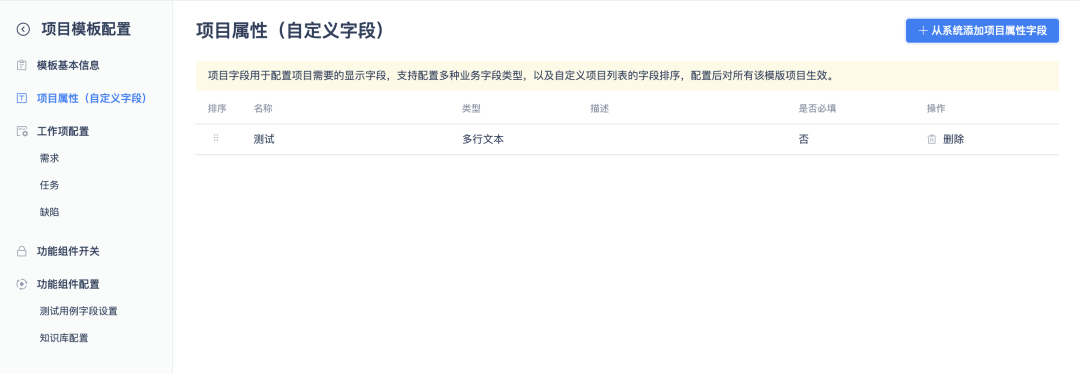 项目模板配置
模板基本信息
项目属性（自定义字段）
工作项配置
需求
任务
缺陷
功能组件开关
功能组件配置
测试用例字段设置
知识库配置
项目属性（自定义字段）
从系统添加项目属性字段
项目字段用于配置项目需要的显示字段，支持配置多种业务字段类型，以及自定义项目列表的字段排序，配置后对所有该模版项目生效。
排序 名称 类型 描述 是否必填 操作
测试 多行文本 否 删除